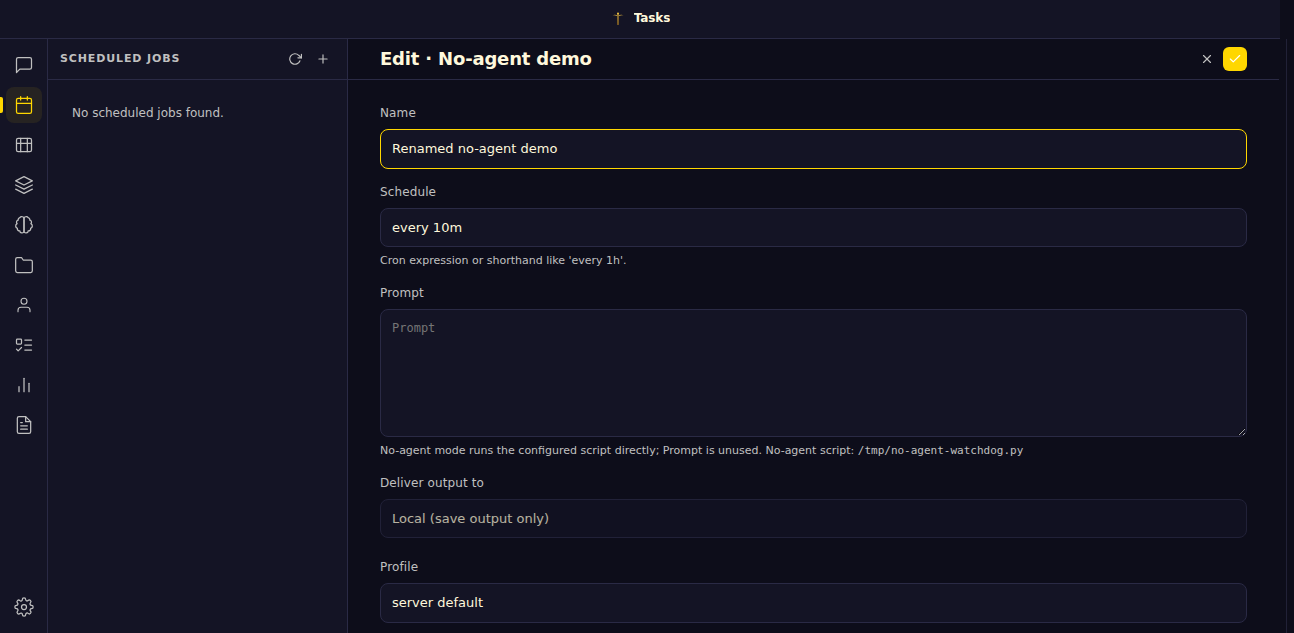 Tasks
SCHEDULED JOBS
No scheduled jobs found.
Edit · No-agent demo
Name
Renamed no-agent demo
Schedule
every 10m
Cron expression or shorthand like 'every 1h'.
Prompt
Prompt
No-agent mode runs the configured script directly; Prompt is unused. No-agent script: /tmp/no-agent-watchdog.py
Deliver output to
Local (save output only)
Profile
server default